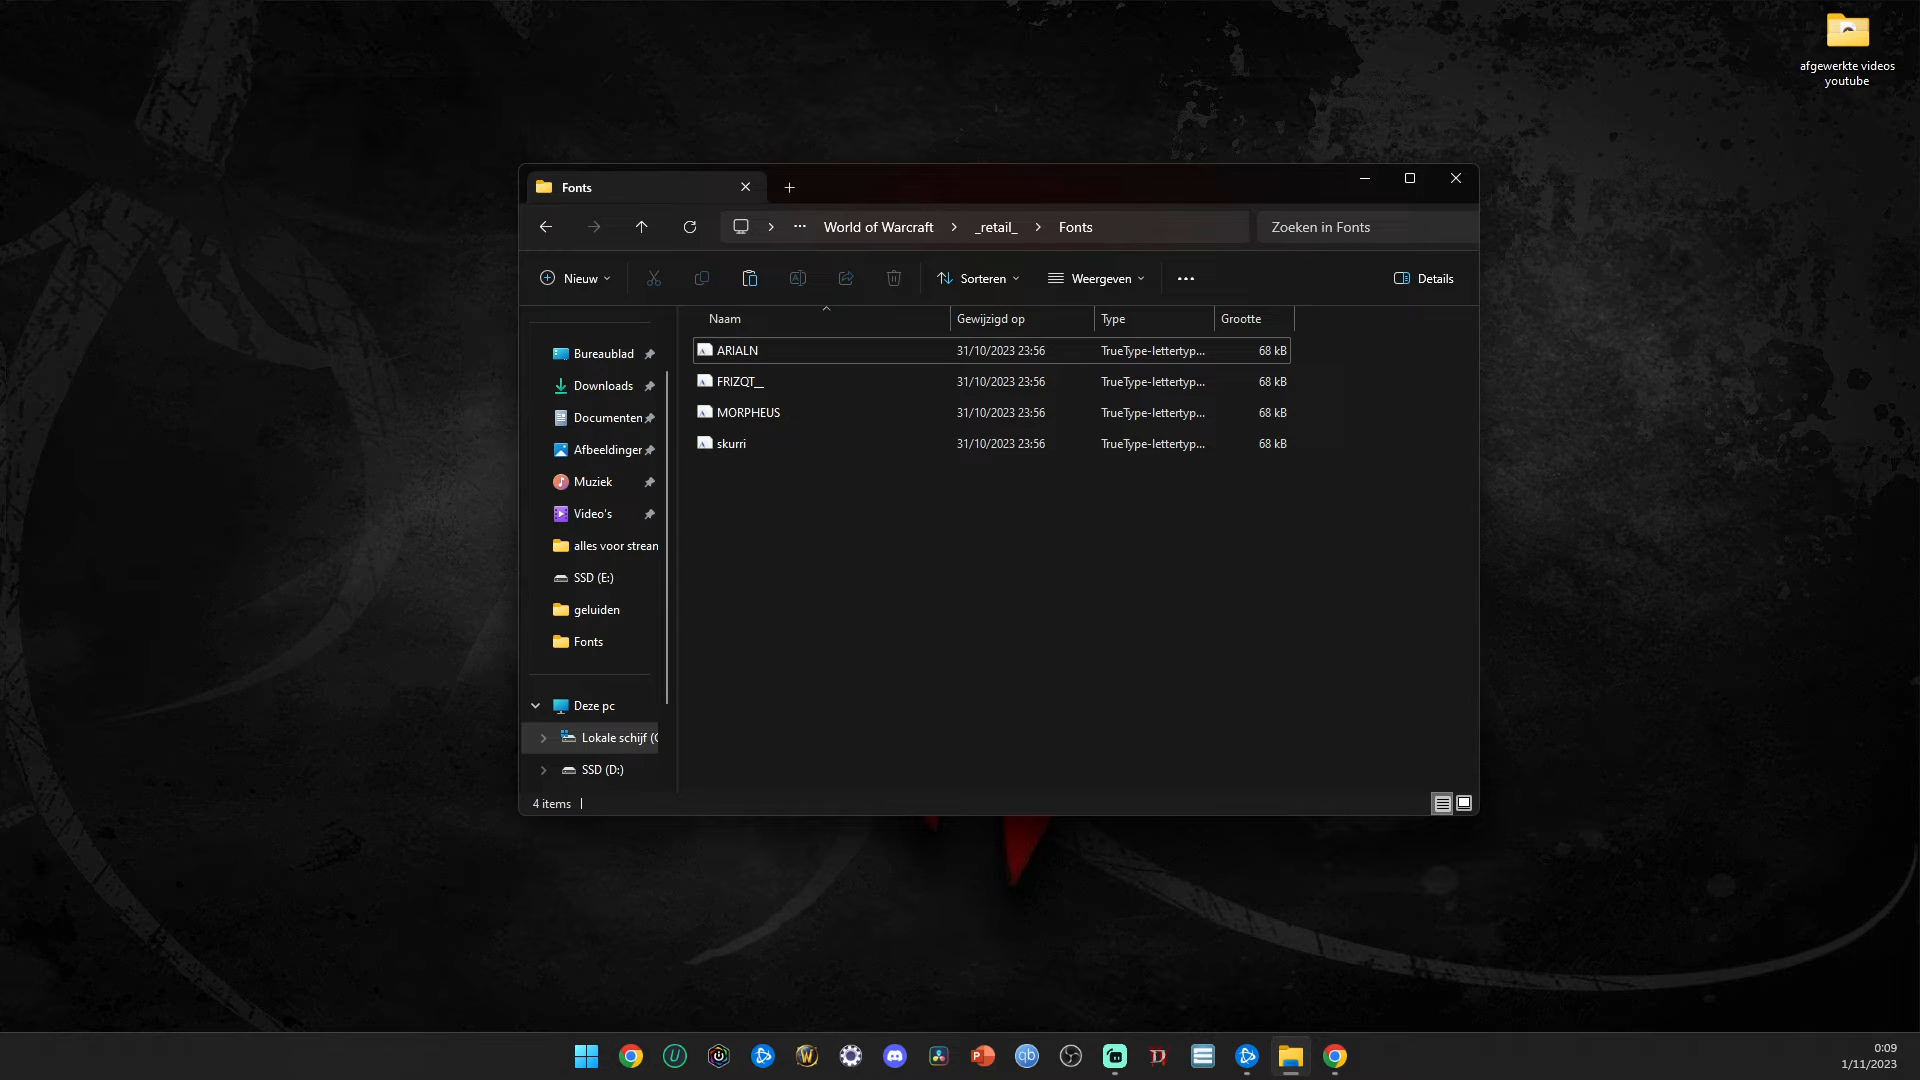 afgewerkte videos
youtube
Fonts
World of Warcraft
_retail_
Fonts
Zoeken in Fonts
Nieuw
Sorteren
Weergeven
Details
Naam
Gewijzigd op
Type
Grootte
ARIALN 31/10/2023 23:56 TrueType-lettertyp... 68 kB
FRIZQT__ 31/10/2023 23:56 TrueType-lettertyp... 68 kB
MORPHEUS 31/10/2023 23:56 TrueType-lettertyp... 68 kB
skurri 31/10/2023 23:56 TrueType-lettertyp... 68 kB
Bureaublad
Downloads
Documenten
Afbeeldingen
Muziek
Video's
alles voor stream
SSD (E:)
geluiden
Fonts
Deze pc
Lokale schijf (C
SSD (D:)
4 items
0:09
1/11/2023